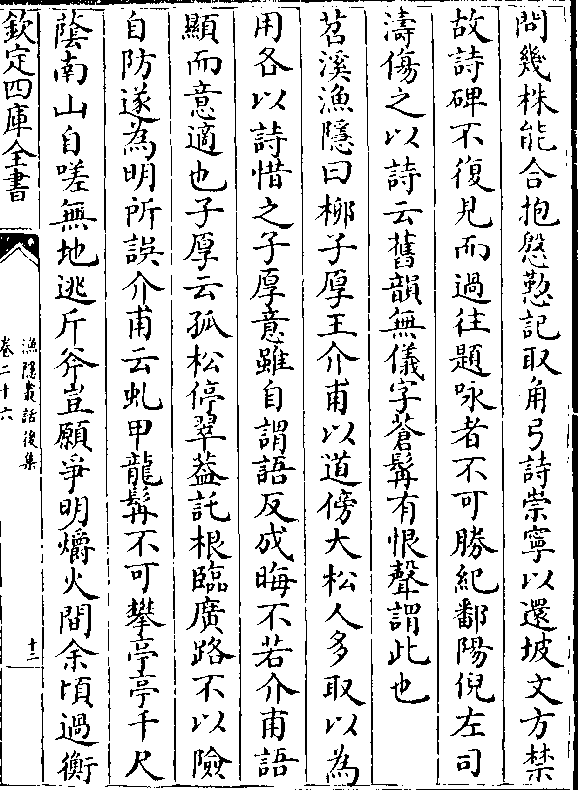 問幾株能合抱慇懃記取角弓詩崇寧以還坡文方禁
故詩碑不復見而過往題咏者不可勝紀鄱陽倪左司
濤傷之以詩云舊韻無儀字蒼髯有恨聲謂此也
苕溪漁隱曰柳子厚王介甫以道傍大松人多取以為
用各以詩惜之子厚意雖自謂語反成晦不若介甫語
顯而意適也子厚云孤松停翠葢託根臨廣路不以險
自防遂為明所誤介甫云虬甲龍髯不可攀亭亭千尺
蔭南山自嗟無地逃斤斧豈願爭明爝火間余頃過衡
欽定四庫全書
漁隱叢話後集
卷二十六
十二